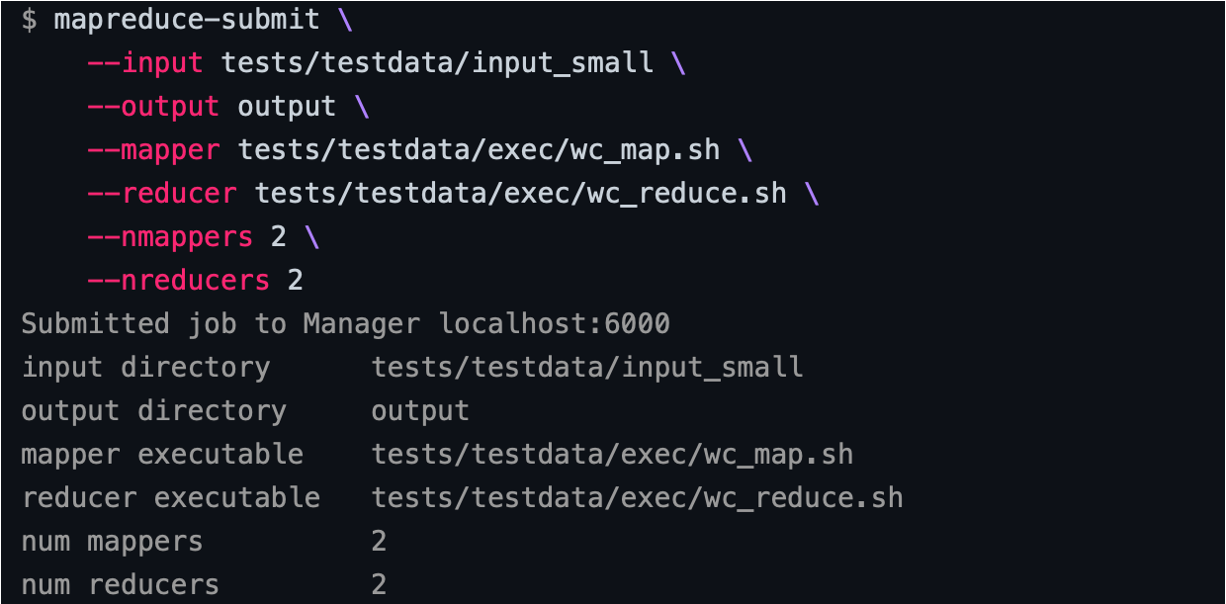 $ mapreduce-submit \
    --input tests/testdata/input_small \
    --output output \
    --mapper tests/testdata/exec/wc_map.sh \
    --reducer tests/testdata/exec/wc_reduce.sh \
    --nmappers 2 \
    --nreducers 2
Submitted job to Manager localhost:6000
input directory      tests/testdata/input_small
output directory     output
mapper executable    tests/testdata/exec/wc_map.sh
reducer executable   tests/testdata/exec/wc_reduce.sh
num mappers          2
num reducers         2